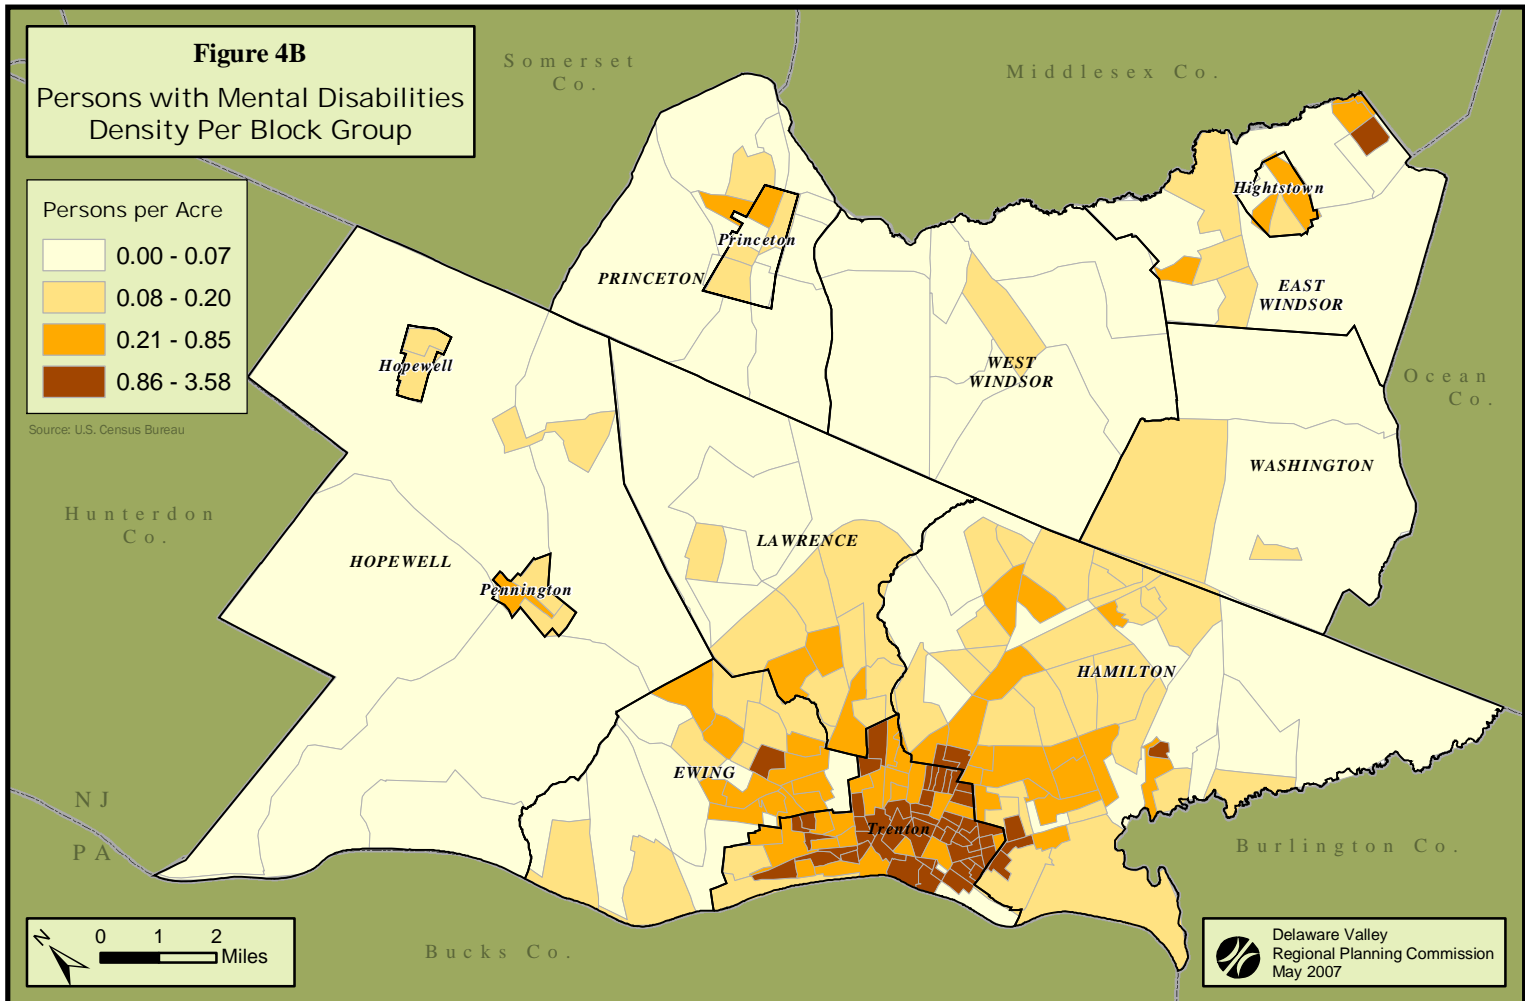 Figure 4B
Persons with Mental Disabilities
Density Per Block Group
Persons per Acre
0.00 - 0.07
0.08 - 0.20
0.21 - 0.85
0.86 - 3.58
Source: U.S. Census Bureau
Somerset
Co.
Middlesex Co.
Hightstown
Princeton
PRINCETON
EAST
WINDSOR
Hopewell
WEST
WINDSOR
Ocean
Co.
WASHINGTON
Hunterdon
Co.
LAWRENCE
HOPEWELL
Pennington
HAMILTON
EWING
NJ
PA
Trenton
Burlington Co.
Bucks Co.
N
0 1 2
Miles
Delaware Valley
Regional Planning Commission
May 2007